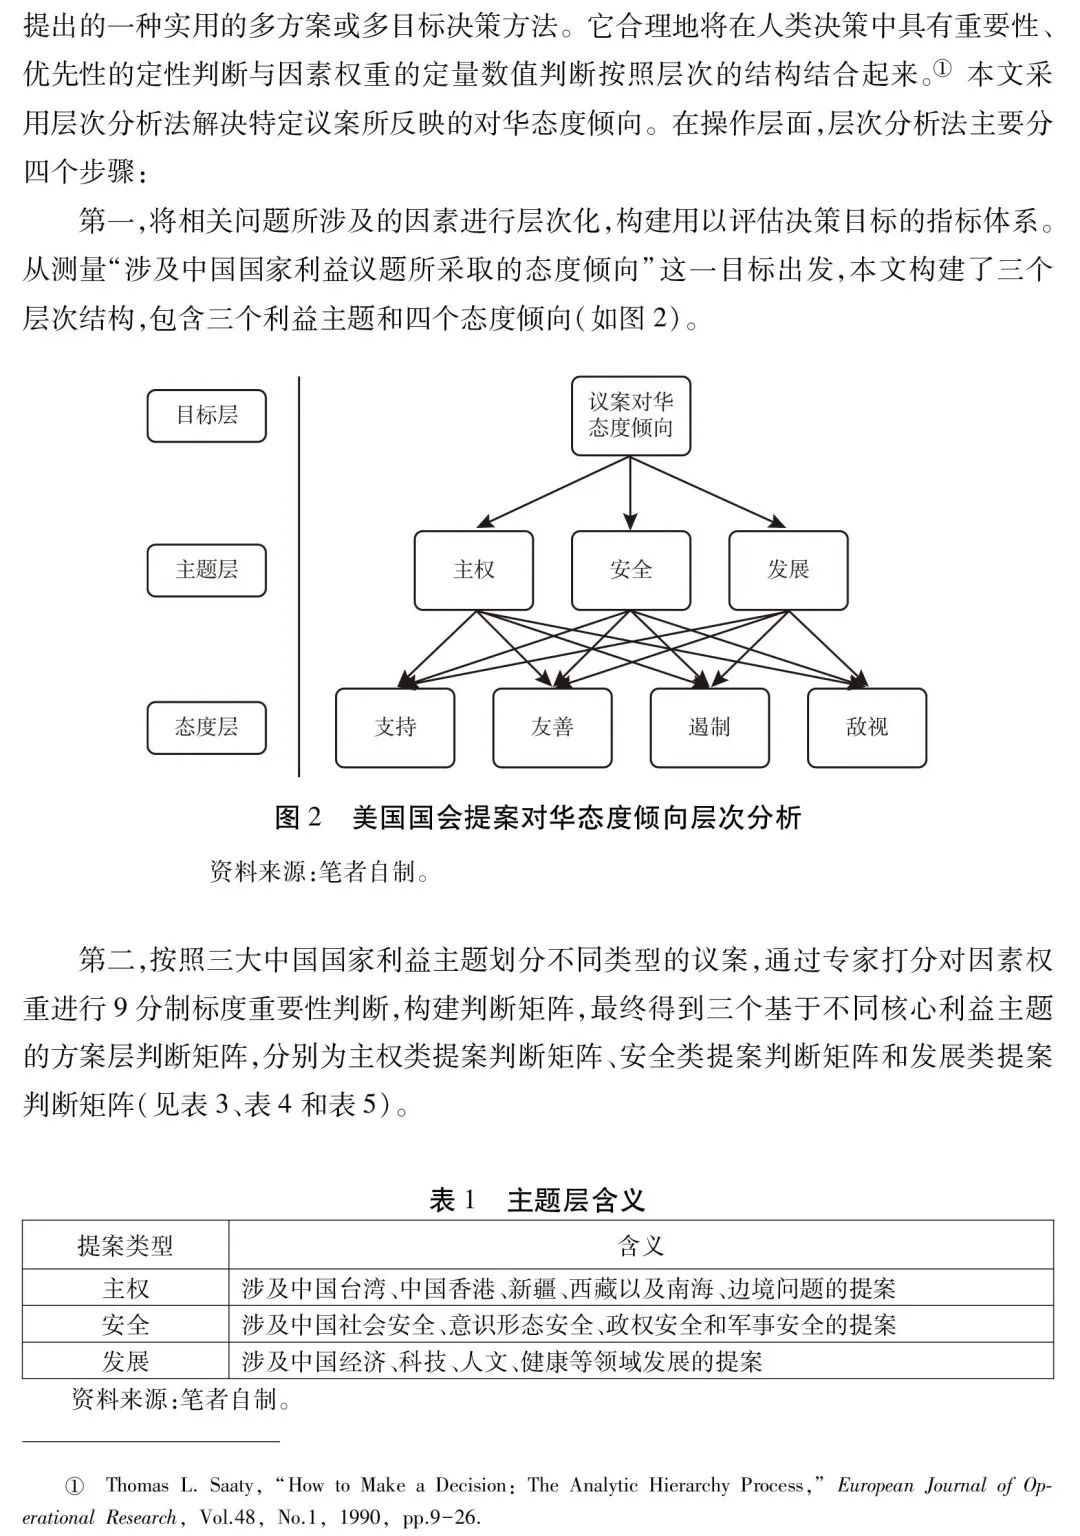 提出的一种实用的多方案或多目标决策方法。它合理地将在人类决策中具有重要性、
优先性的定性判断与因素权重的定量数值判断按照层次的结构结合起来。① 本文采
用层次分析法解决特定议案所反映的对华态度倾向。在操作层面,层次分析法主要分
四个步骤:
第一,将相关问题所涉及的因素进行层次化,构建用以评估决策目标的指标体系。
从测量“涉及中国国家利益议题所采取的态度倾向”这一目标出发,本文构建了三个
层次结构,包含三个利益主题和四个态度倾向(如图 2)。
目标层
议案对华
态度倾向
主题层
主权
安全
发展
态度层
支持
友善
遏制
敌视
图 2 美国国会提案对华态度倾向层次分析
资料来源:笔者自制。
第二,按照三大中国国家利益主题划分不同类型的议案,通过专家打分对因素权
重进行 9 分制标度重要性判断,构建判断矩阵,最终得到三个基于不同核心利益主题
的方案层判断矩阵,分别为主权类提案判断矩阵、安全类提案判断矩阵和发展类提案
判断矩阵(见表 3、表 4 和表 5)。
表 1 主题层含义
提案类型 含义
主权 涉及中国台湾、中国香港、新疆、西藏以及南海、边境问题的提案
安全 涉及中国社会安全、意识形态安全、政权安全和军事安全的提案
发展 涉及中国经济、科技、人文、健康等领域发展的提案
资料来源:笔者自制。
① Thomas L. Saaty, “How to Make a Decision: The Analytic Hierarchy Process,” European Journal of Op-
erational Research, Vol.48, No.1, 1990, pp.9-26.